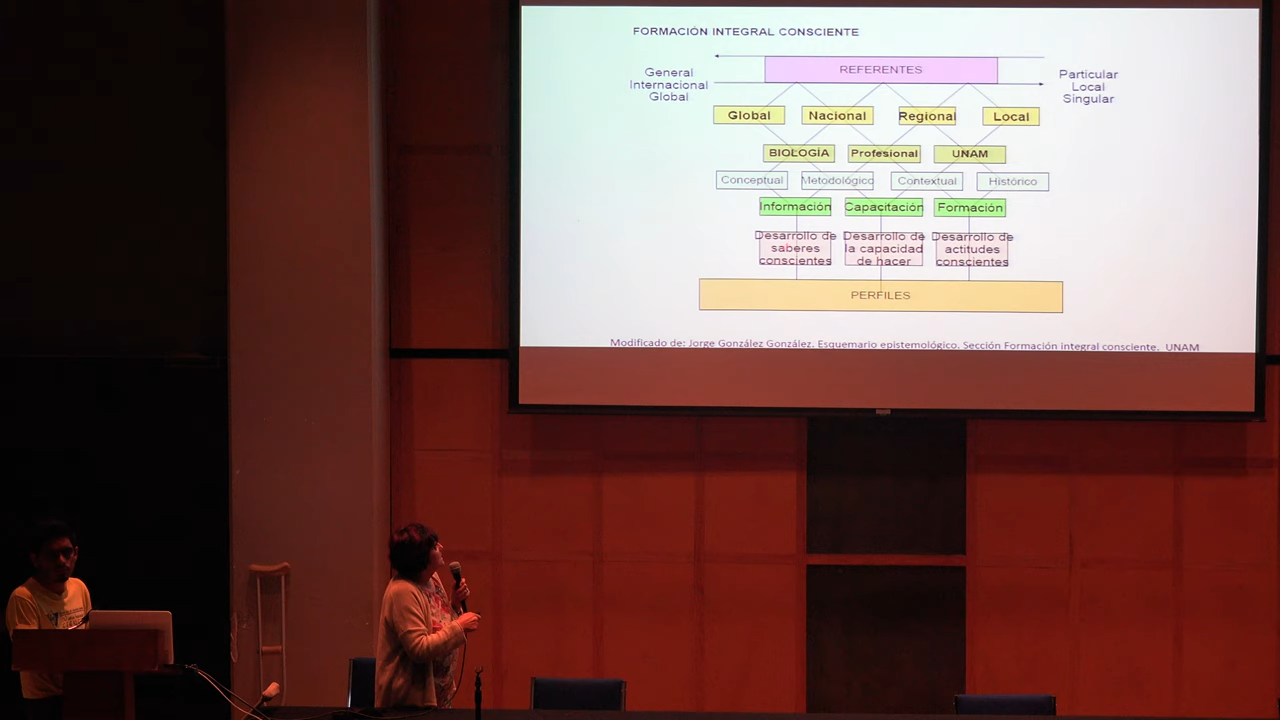 FORMACIÓN INTEGRAL CONSCIENTE
REFERENTES
General
Internacional
Global
Particular
Local
Singular
Global Nacional Regional Local
BIOLOGÍA Profesional UNAM
Conceptual Metodológico Contextual Histórico
Información Capacitación Formación
Desarrollo de
saberes
conscientes
Desarrollo de
la capacidad
de hacer
Desarrollo de
actitudes
conscientes
PERFILES
Modificado de: Jorge González González. Esquemario epistemológico. Sección Formación integral consciente. UNAM